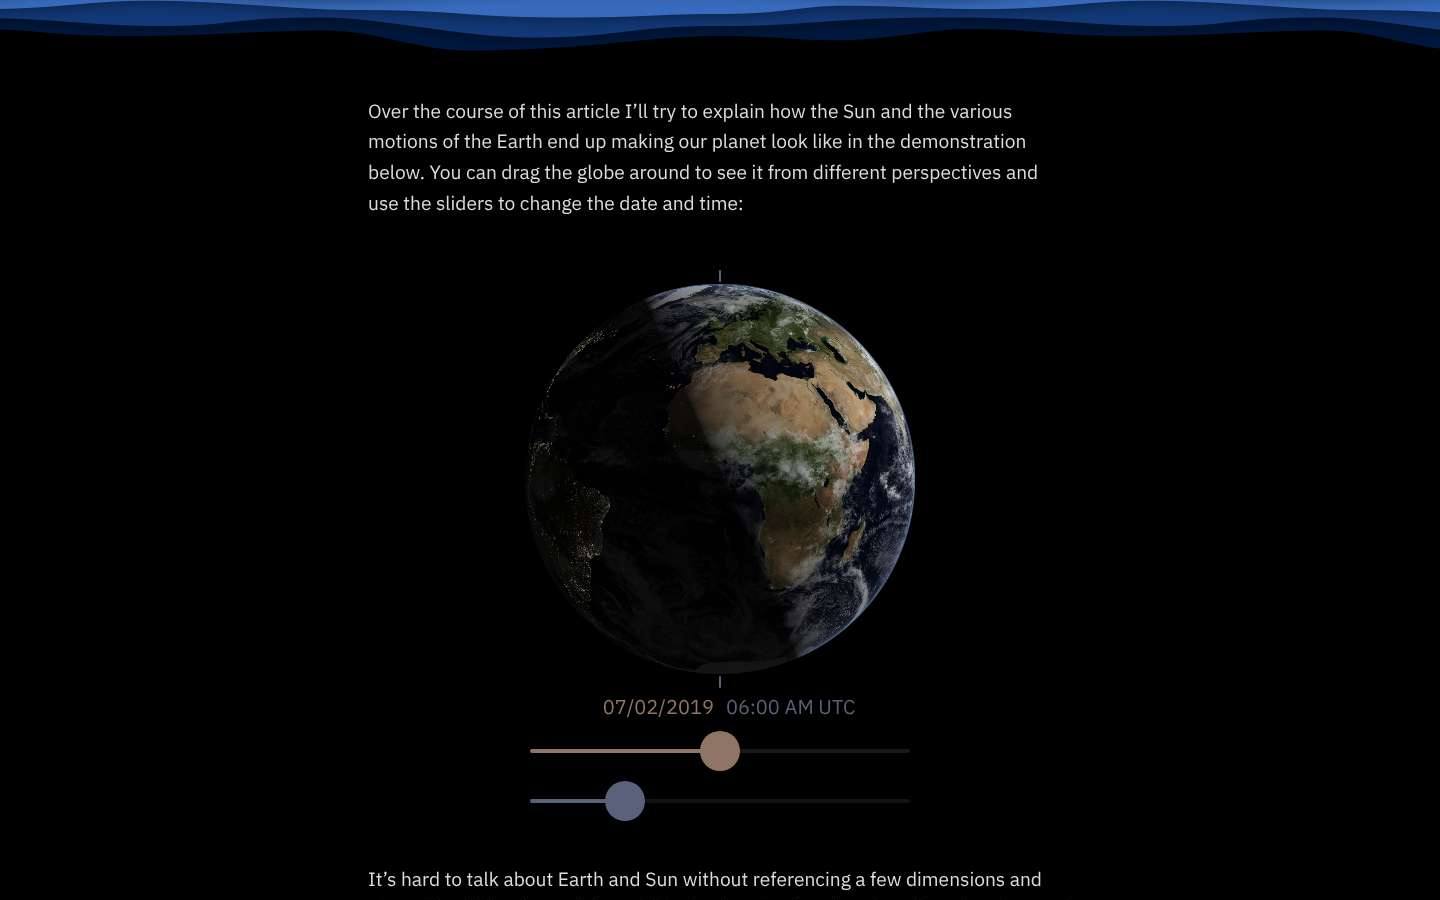 Over the course of this article I’ll try to explain how the Sun and the various
motions of the Earth end up making our planet look like in the demonstration
below. You can drag the globe around to see it from different perspectives and
use the sliders to change the date and time:
07/02/2019 06:00 AM UTC
It’s hard to talk about Earth and Sun without referencing a few dimensions and